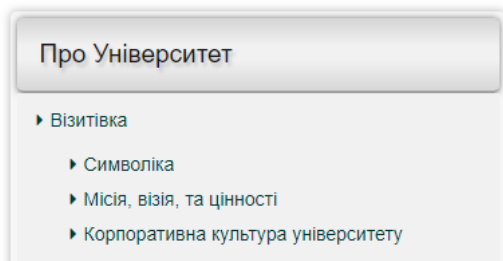 Про Університет
Візитівка
Символіка
Місія, візія, та цінності
Корпоративна культура університету